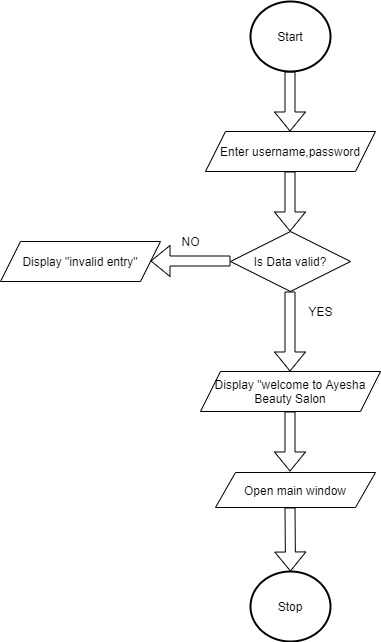 Start
Enter username,password
Is Data valid?
NO
Display "invalid entry"
YES
Display "welcome to Ayesha
Beauty Salon
Open main window
Stop